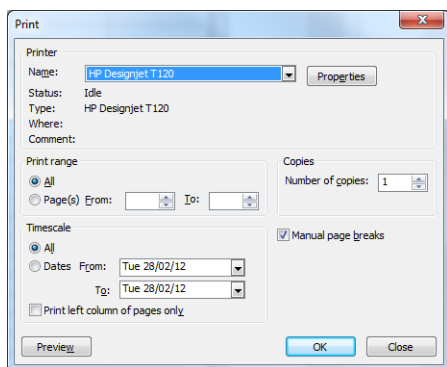 Print
Printer
Name: HP Designjet T120 Properties
Status: Idle
Type: HP Designjet T120
Where:
Comment:
Print range Copies
All Number of copies: 1
Page(s) From: To:
Timescale Manual page breaks
All
Dates From: Tue 28/02/12
To: Tue 28/02/12
Print left column of pages only
Preview OK Close